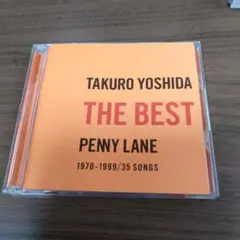 TAKURO YOSHIDA
THE BEST
PENNY LANE
1970-1999/35 SONGS